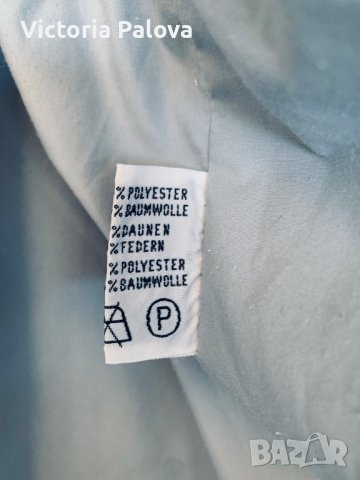 Victoria Palova
% POLYESTER
% BAUMWOLLE
% DAUNEN
% FEDERN
% POLYESTER
% BAUMWOLLE
P
BAZAR
bg